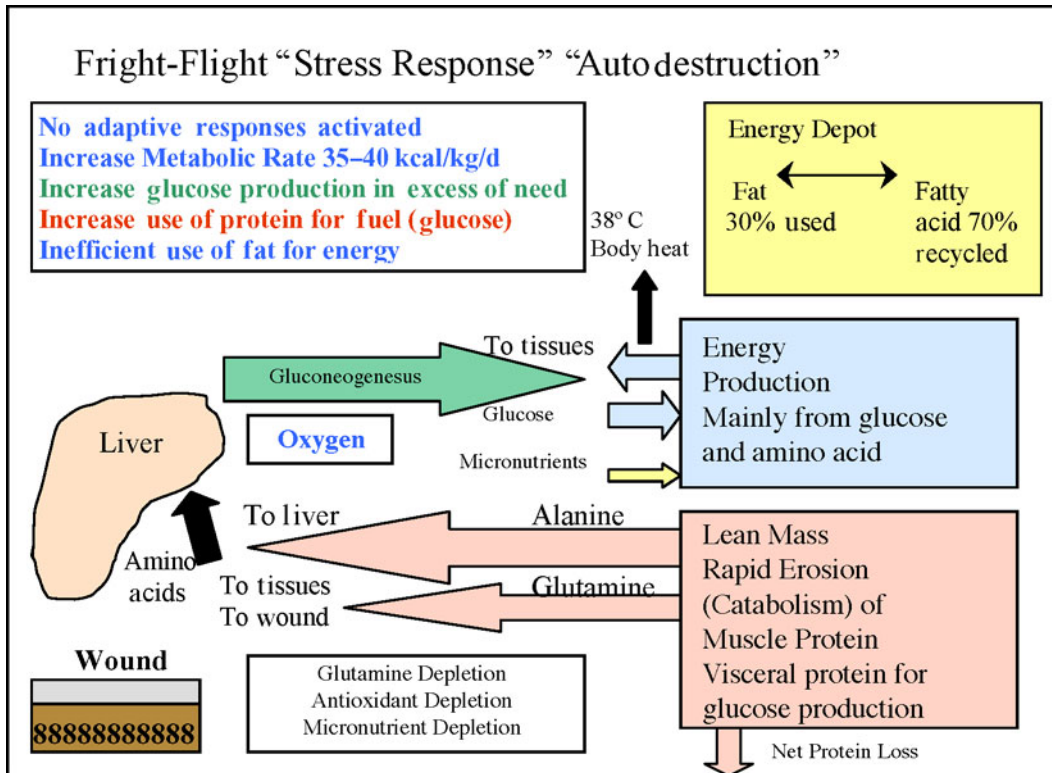 Fright-Flight “Stress Response” “Autodestruction”
No adaptive responses activated
Increase Metabolic Rate 35–40 kcal/kg/d
Increase glucose production in excess of need
Increase use of protein for fuel (glucose)
Inefficient use of fat for energy
Energy Depot
Fat
30% used
Fatty
acid 70%
recycled
38° C
Body heat
To tissues
Gluconeogenesus
Glucose
Energy
Production
Mainly from glucose
and amino acid
Liver
Oxygen
Micronutrients
To liver
Alanine
Amino
acids
To tissues
To wound
Glutamine
Lean Mass
Rapid Erosion
(Catabolism) of
Muscle Protein
Visceral protein for
glucose production
Wound
88888888888
Glutamine Depletion
Antioxidant Depletion
Micronutrient Depletion
Net Protein Loss